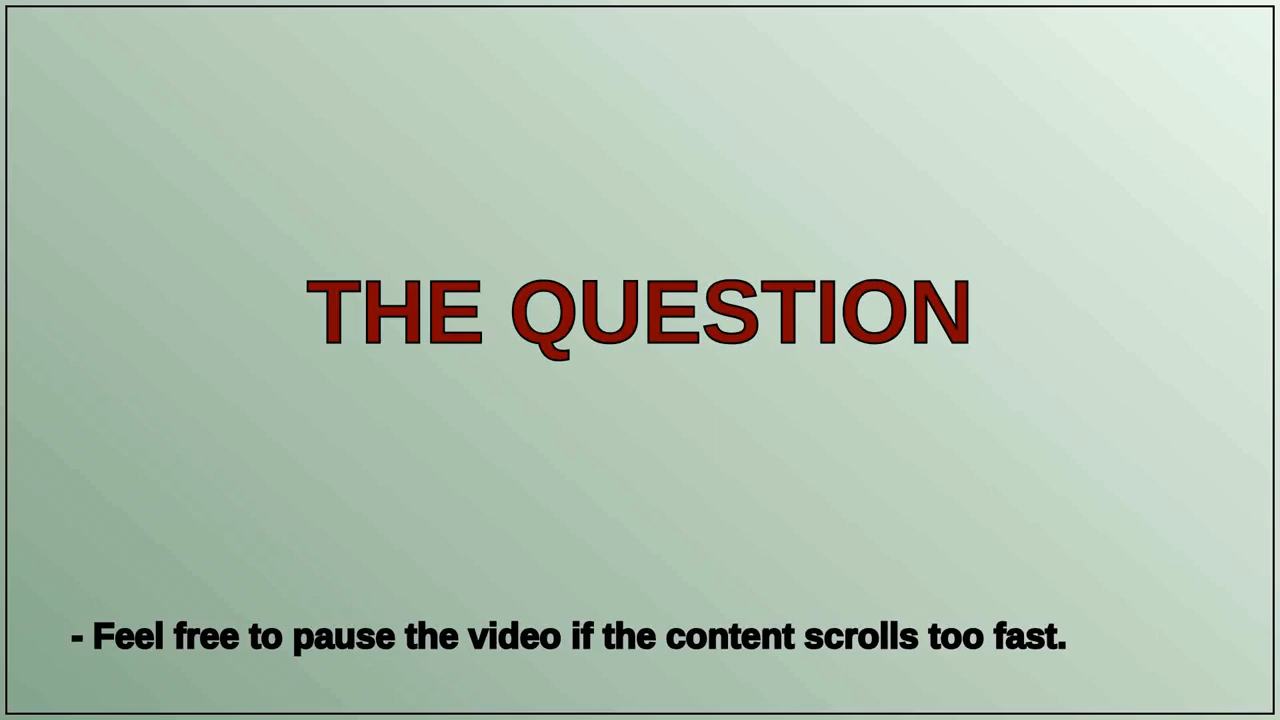 THE QUESTION
- Feel free to pause the video if the content scrolls too fast.